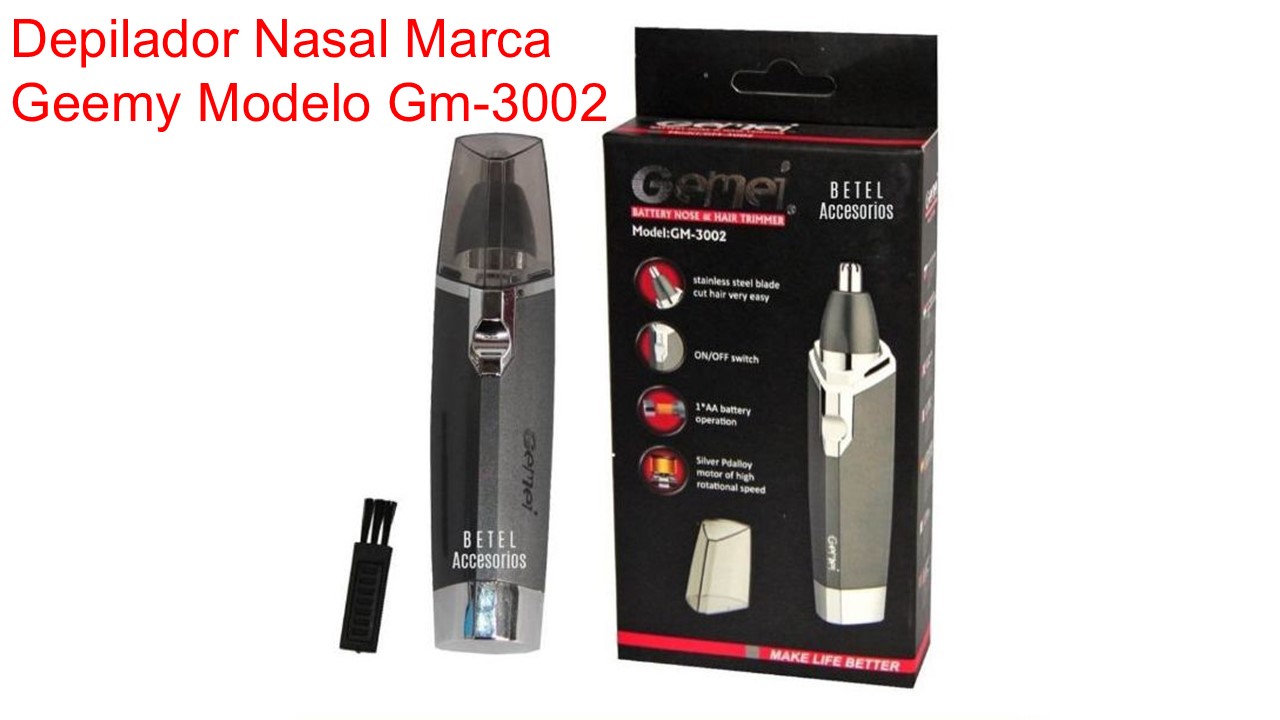 Depilador Nasal Marca
Geemy Modelo Gm-3002
Gemei
BATTERY NOSE & HAIR TRIMMER
Model:GM-3002
BETEL
Accesorios
stainless steel blade
cut hair very easy
ON/OFF switch
1*AA battery
operation
Silver Pdalloy
motor of high
rotational speed
Gemei
MAKE LIFE BETTER
Gemei
BETEL
Accesorios